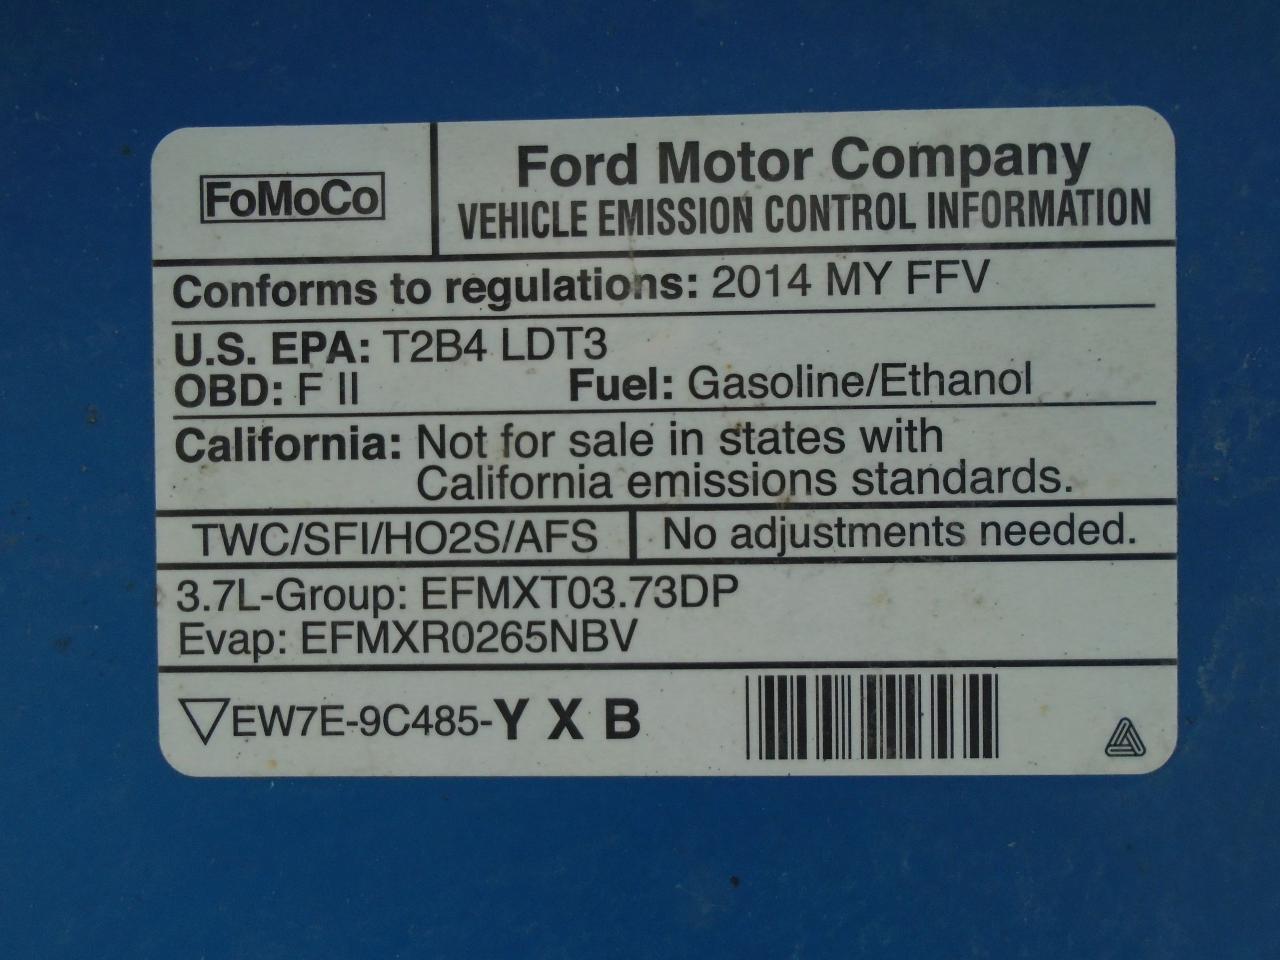 FoMoCo
Ford Motor Company
VEHICLE EMISSION CONTROL INFORMATION
Conforms to regulations: 2014 MY FFV
U.S. EPA: T2B4 LDT3
OBD: F II Fuel: Gasoline/Ethanol
California: Not for sale in states with
California emissions standards.
TWC/SFI/HO2S/AFS No adjustments needed.
3.7L-Group: EFMXT03.73DP
Evap: EFMXR0265NBV
EW7E-9C485-Y X B